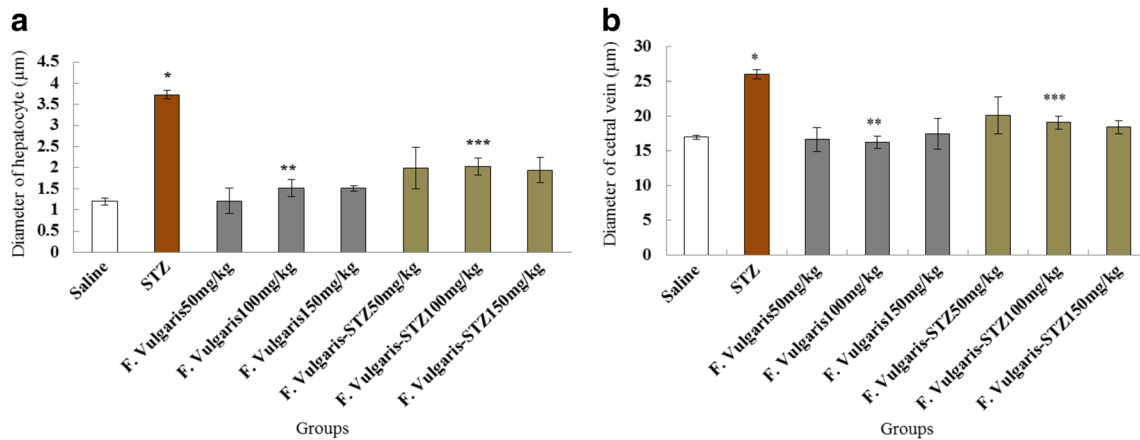 a
Diameter of hepatocyte (µm)
4.5
4
3.5
3
2.5
2
1.5
1
0.5
0
*
**
***
Saline
STZ
F. Vulgaris50mg/kg
F. Vulgaris100mg/kg
F. Vulgaris150mg/kg
F. Vulgaris-STZ50mg/kg
F. Vulgaris-STZ100mg/kg
F. Vulgaris-STZ150mg/kg
Groups
b
Diameter of cetral vein (µm)
30
25
20
15
10
5
0
*
**
***
Saline
STZ
F. Vulgaris50mg/kg
F. Vulgaris100mg/kg
F. Vulgaris150mg/kg
F. Vulgaris-STZ50mg/kg
F. Vulgaris-STZ100mg/kg
F. Vulgaris-STZ150mg/kg
Groups